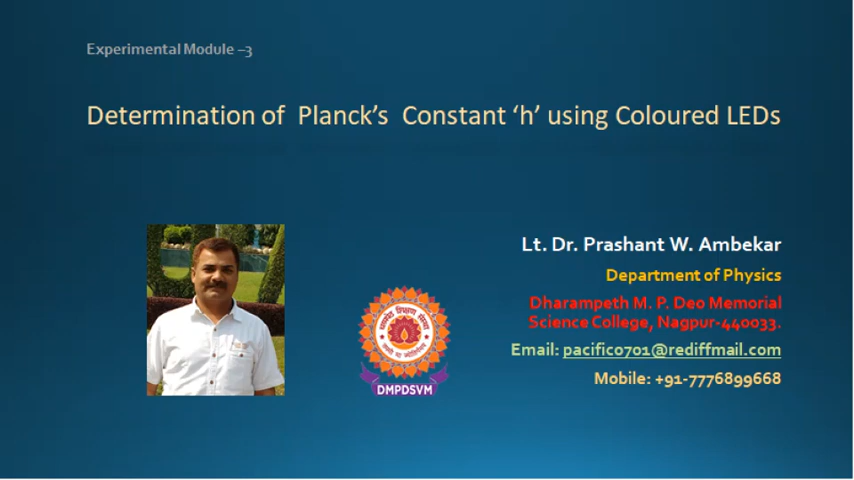 Experimental Module –3
Determination of Planck's Constant 'h' using Coloured LEDs
Lt. Dr. Prashant W. Ambekar
Department of Physics
Dharampeth M. P. Deo Memorial
Science College, Nagpur-440033.
Email: pacifico701@rediffmail.com
Mobile: +91-7776899668
DMPDSVM